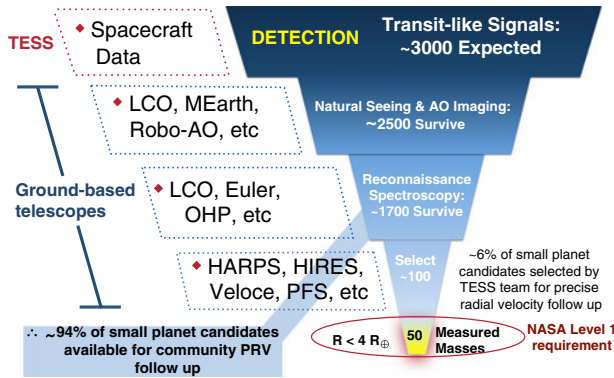 TESS
◆ Spacecraft
Data
DETECTION
Transit-like Signals:
~3000 Expected
◆ LCO, MEarth,
Robo-AO, etc
Natural Seeing & AO Imaging:
~2500 Survive
Ground-based
telescopes
◆ LCO, Euler,
OHP, etc
Reconnaissance
Spectroscopy:
~1700 Survive
◆ HARPS, HIRES,
Veloce, PFS, etc
Select
~100
~6% of small planet
candidates selected by
TESS team for precise
radial velocity follow up
∴ ~94% of small planet candidates
available for community PRV
follow up
R < 4 R⊕
50
Measured
Masses
NASA Level 1
requirement